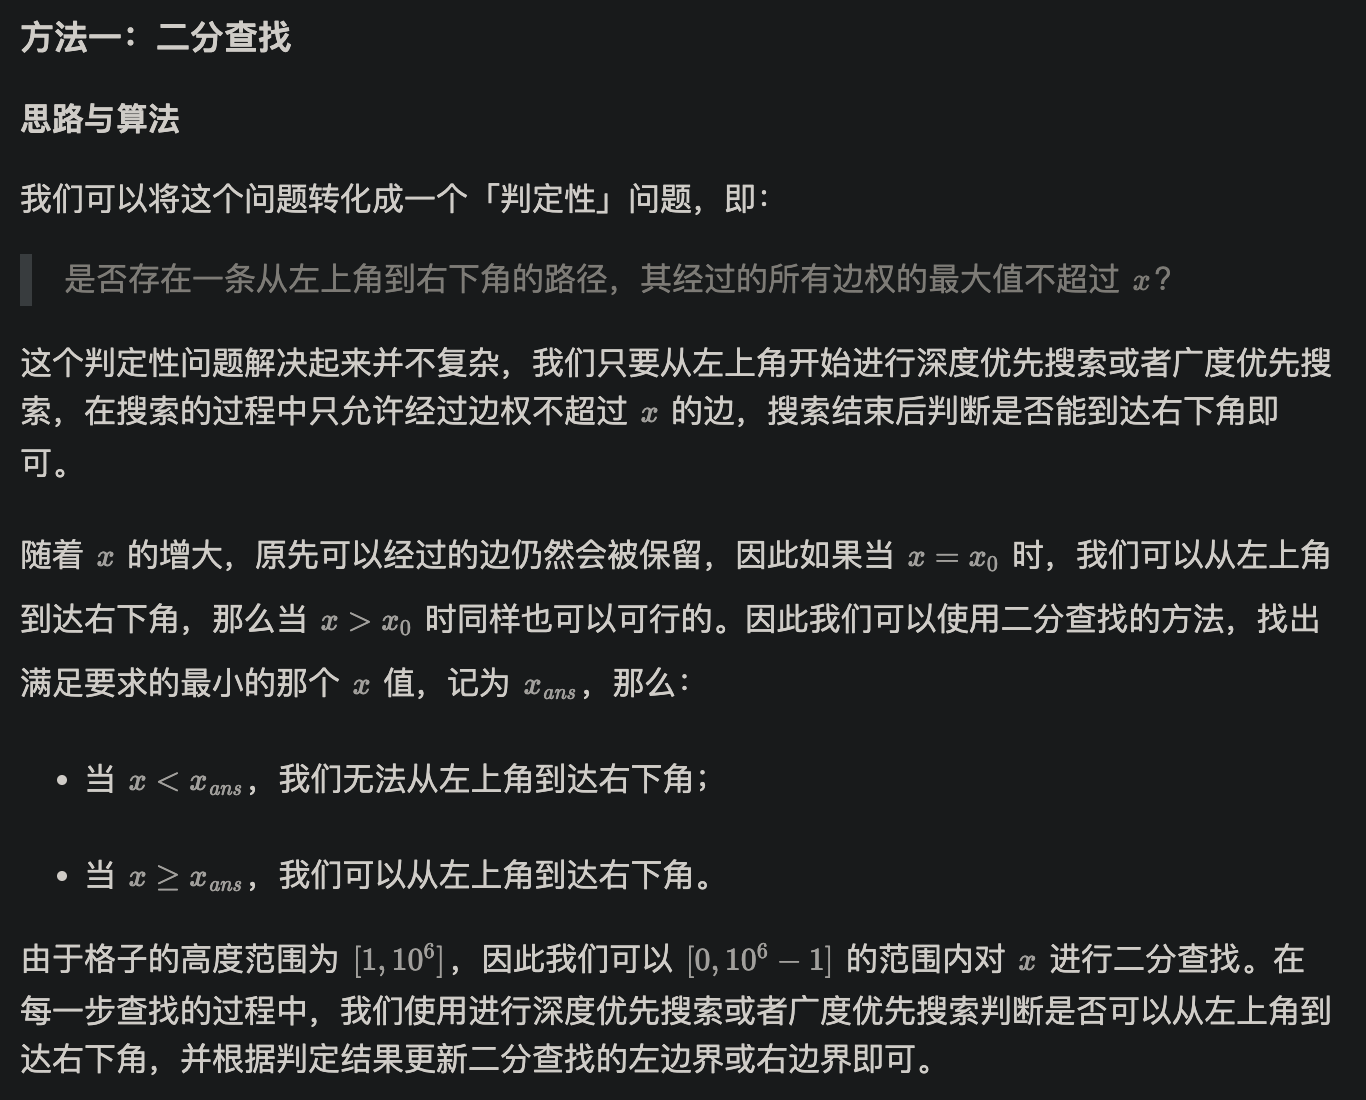 方法一：二分查找
思路与算法
我们可以将这个问题转化成一个「判定性」问题，即：
是否存在一条从左上角到右下角的路径，其经过的所有边权的最大值不超过 x？
这个判定性问题解决起来并不复杂，我们只要从左上角开始进行深度优先搜索或者广度优先搜
索，在搜索的过程中只允许经过边权不超过 x 的边，搜索结束后判断是否能到达右下角即
可。
随着 x 的增大，原先可以经过的边仍然会被保留，因此如果当 x = x₀ 时，我们可以从左上角
到达右下角，那么当 x > x₀ 时同样也可以可行的。因此我们可以使用二分查找的方法，找出
满足要求的最小的那个 x 值，记为 x_{ans}，那么：
• 当 x < x_{ans}，我们无法从左上角到达右下角；
• 当 x ≥ x_{ans}，我们可以从左上角到达右下角。
由于格子的高度范围为 [1, 10⁶]，因此我们可以 [0, 10⁶ − 1] 的范围内对 x 进行二分查找。在
每一步查找的过程中，我们使用进行深度优先搜索或者广度优先搜索判断是否可以从左上角到
达右下角，并根据判定结果更新二分查找的左边界或右边界即可。